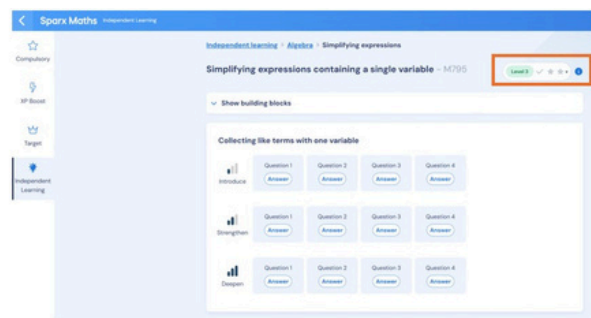 Sparx Maths Independent Learning
Compulsory
XP Boost
Target
Independent
Learning
Independent learning > Algebra > Simplifying expressions
Simplifying expressions containing a single variable - M795
Level 3
Show building blocks
Collecting like terms with one variable
Introduce
Question 1 Question 2 Question 3 Question 4
Answer Answer Answer Answer
Strengthen
Question 1 Question 2 Question 3 Question 4
Answer Answer Answer Answer
Deepen
Question 1 Question 2 Question 3 Question 4
Answer Answer Answer Answer